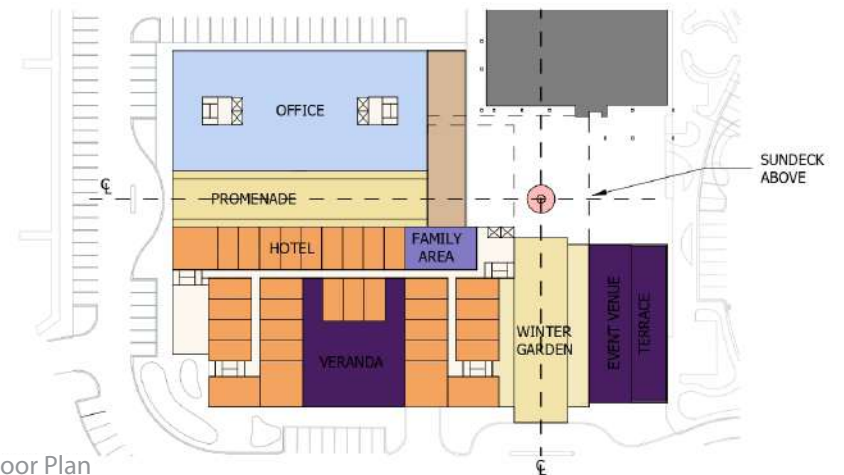 OFFICE
SUNDECK
ABOVE
℄
PROMENADE
HOTEL
FAMILY
AREA
WINTER
GARDEN
EVENT VENUE
TERRACE
VERANDA
oor Plan
℄